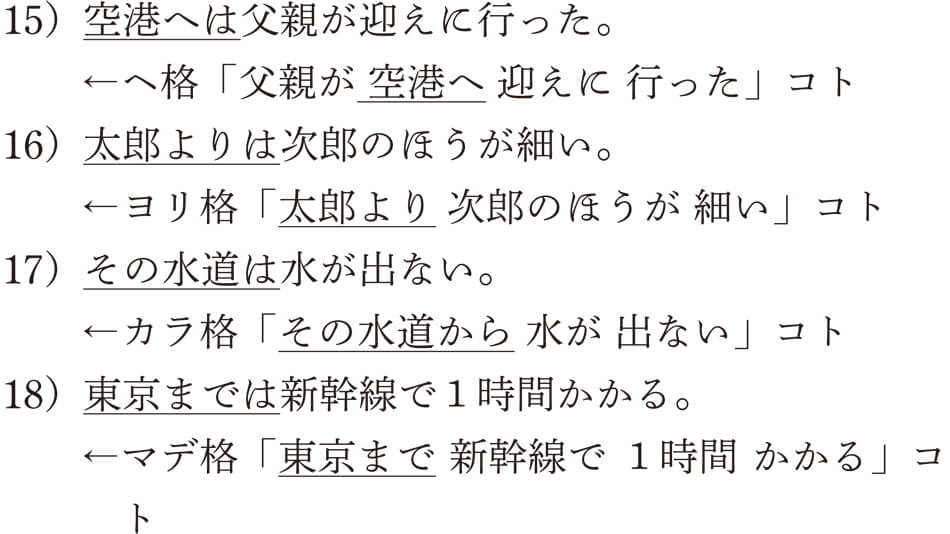 15）空港へは父親が迎えに行った。
←ヘ格「父親が 空港へ 迎えに 行った」コト
16）太郎よりは次郎のほうが細い。
←ヨリ格「太郎より 次郎のほうが 細い」コト
17）その水道は水が出ない。
←カラ格「その水道から 水が 出ない」コト
18）東京までは新幹線で１時間かかる。
←マデ格「東京まで 新幹線で １時間 かかる」コ
ト